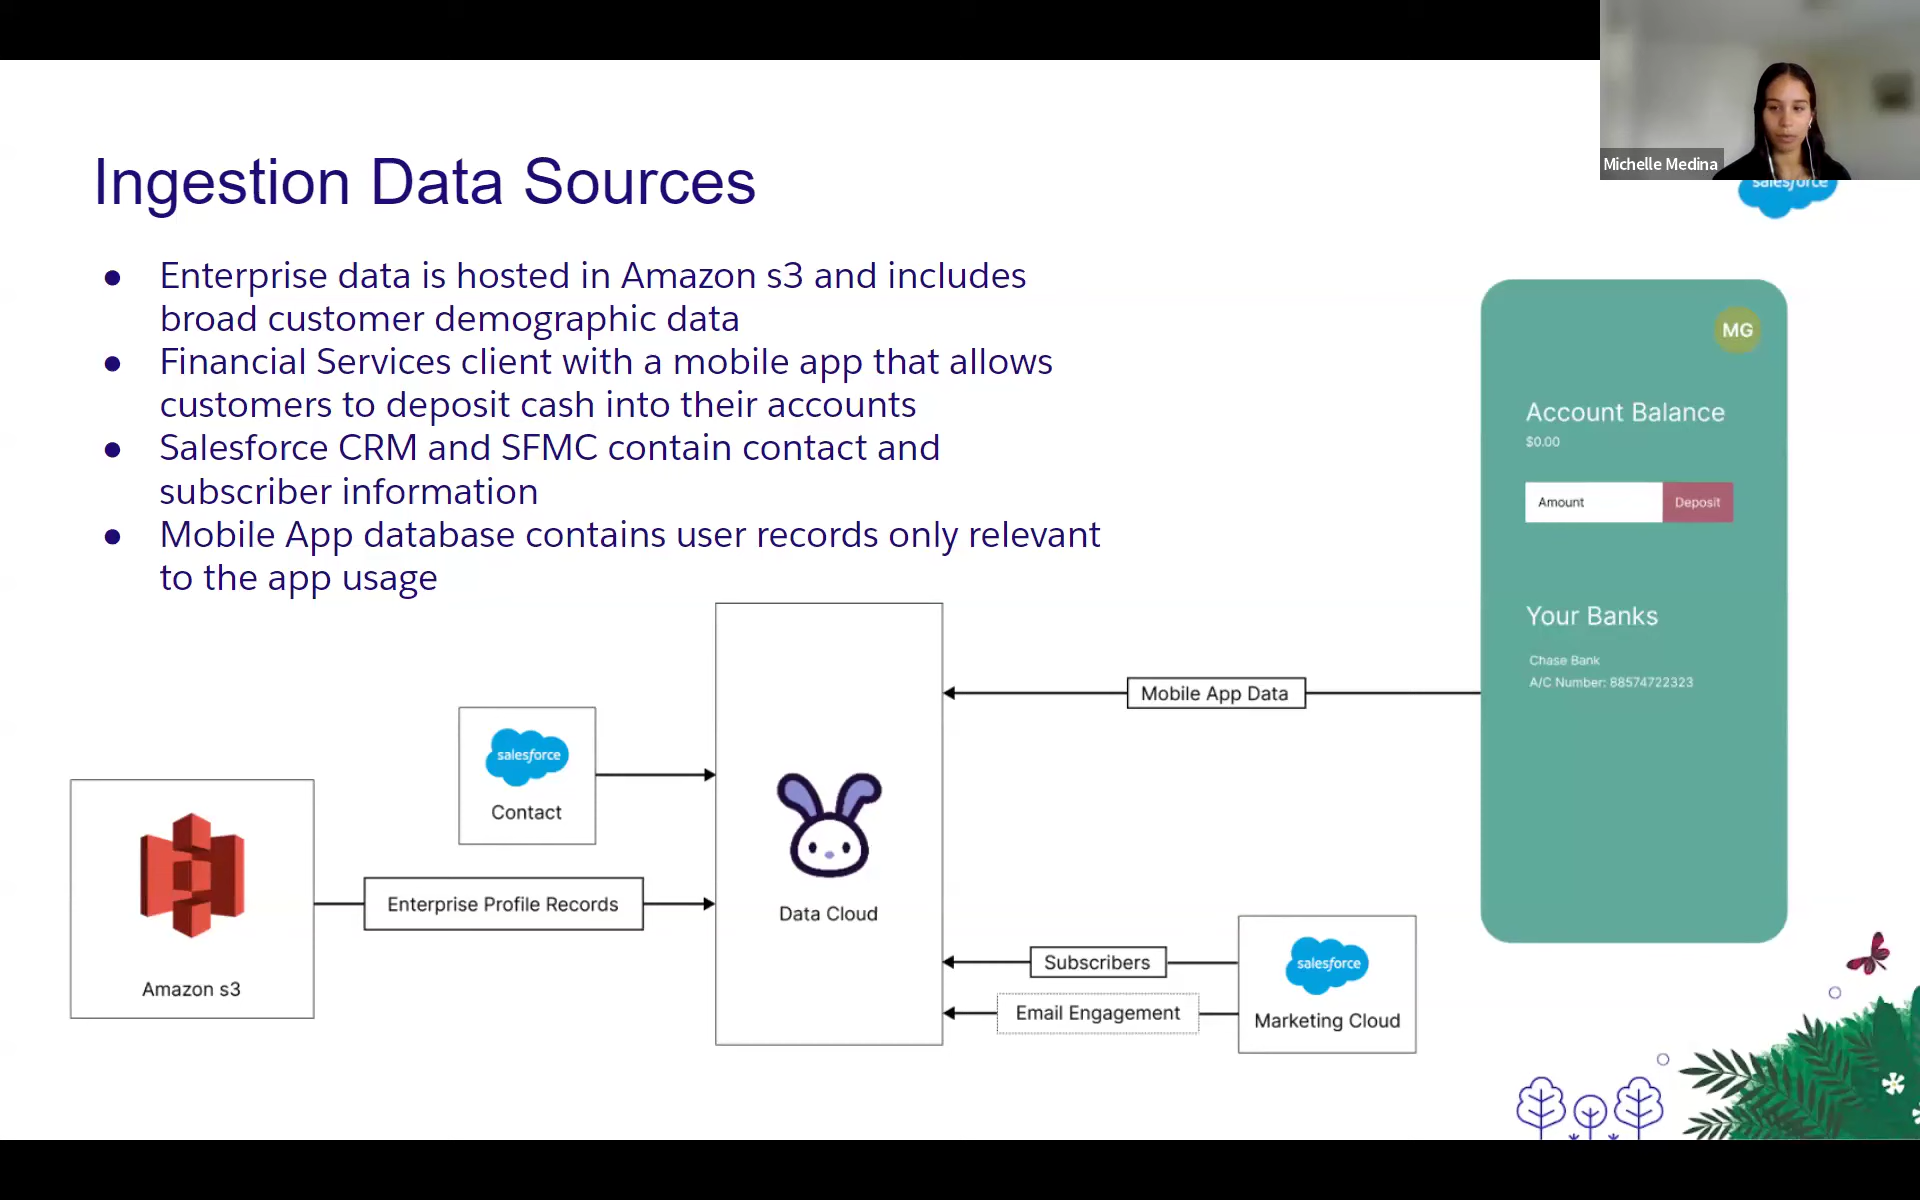 Michelle Medina
salesforce
Ingestion Data Sources
● Enterprise data is hosted in Amazon s3 and includes
broad customer demographic data
● Financial Services client with a mobile app that allows
customers to deposit cash into their accounts
● Salesforce CRM and SFMC contain contact and
subscriber information
● Mobile App database contains user records only relevant
to the app usage
MG
Account Balance
$0.00
Amount
Deposit
Your Banks
Chase Bank
A/C Number: 88574722323
Mobile App Data
salesforce
Contact
Enterprise Profile Records
Amazon s3
Data Cloud
Subscribers
Email Engagement
salesforce
Marketing Cloud